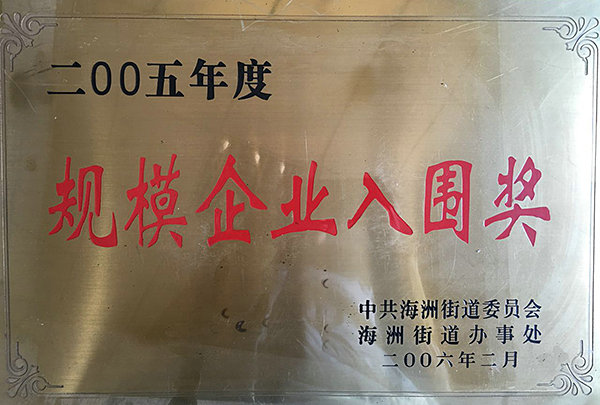 二00五年度
规模企业入围奖
中共海洲街道委员会
海洲街道办事处
二00六年二月